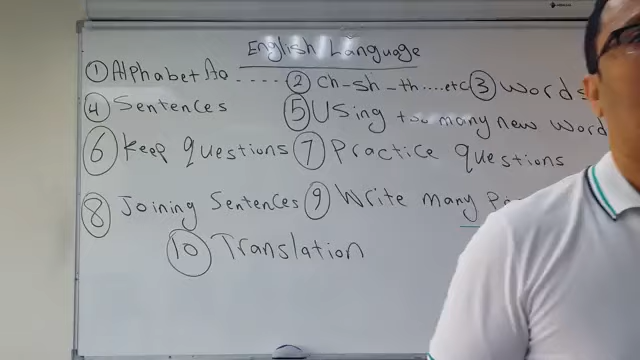 English Language
① Alphabet Aa ----- ② Ch-sh-th.....etc ③ Words
④ Sentences ⑤ Using too many new word
⑥ Keep questions ⑦ Practice questions
⑧ Joining Sentences ⑨ Write many
⑩ Translation